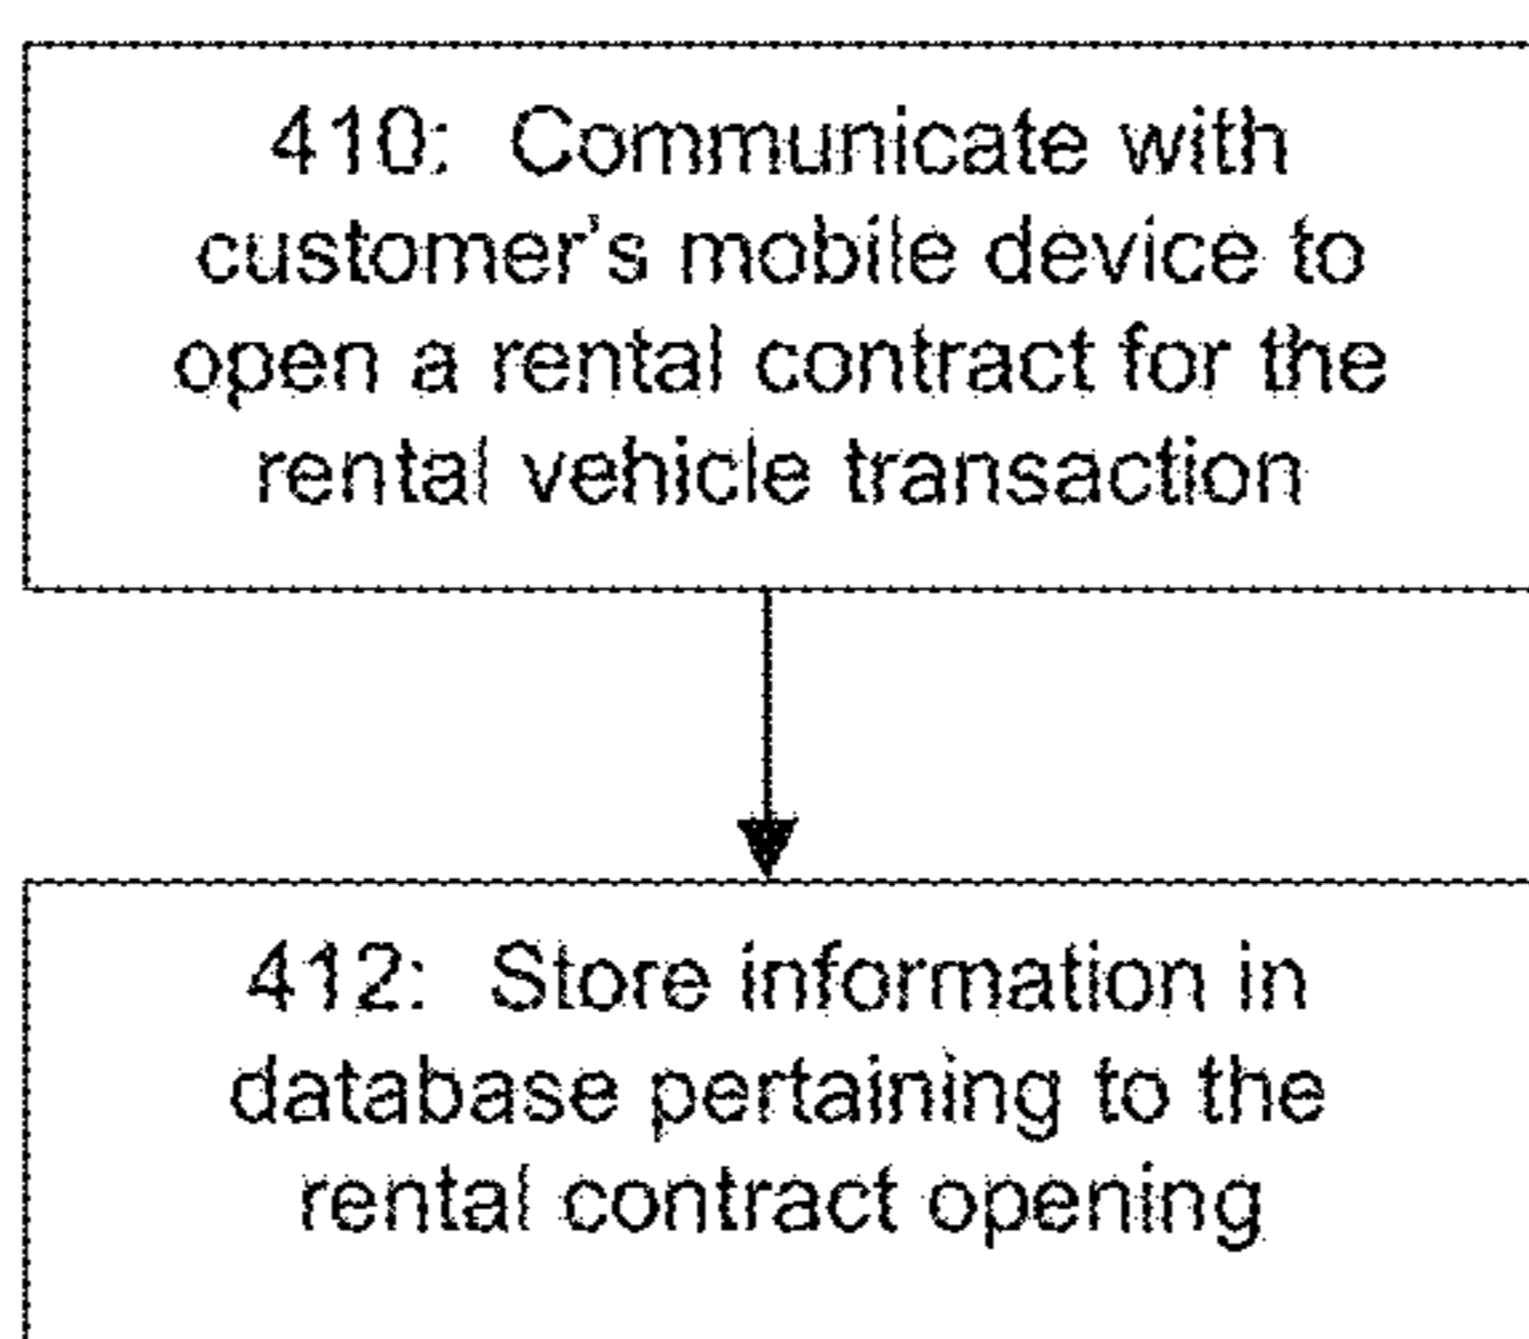 410:  Communicate with
customer's mobile device to
open a rental contract for the
rental vehicle transaction
412:  Store information in
database pertaining to the
rental contract opening